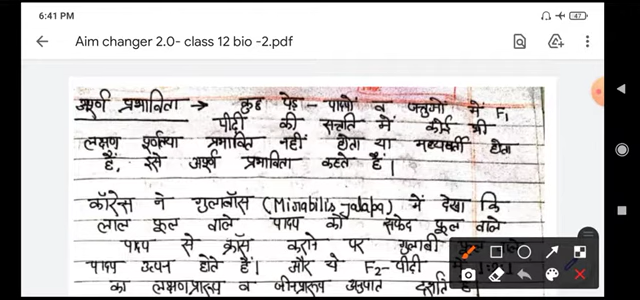 6:41 PM
47
Aim changer 2.0- class 12 bio -2.pdf
अपूर्ण प्रभाविता → कुछ पेड़ - पौधों व जन्तुओं में F1
पीढी की सन्तति में कोई भी
लक्षण पूर्णतया प्रभावि नहीं होता या मध्यवर्ती होता
है, इसे अपूर्ण प्रभाविता कहते हैं।
कॉरेन्स ने गुलाबाँस (Mirabilis jalapa) में देखा कि
लाल फूल वाले पादप को सफेद फूल वाले
पादप से क्रॉस कराने पर गुलाबी फूल वाले
पादप उत्पन्न होते हैं। और ये F2-पीढी
का लक्षणप्रारूप व जीनप्रारूप अनुपात दर्शाते है